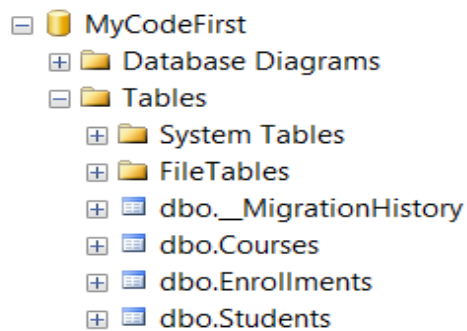 MyCodeFirst
Database Diagrams
Tables
System Tables
FileTables
dbo.__MigrationHistory
dbo.Courses
dbo.Enrollments
dbo.Students